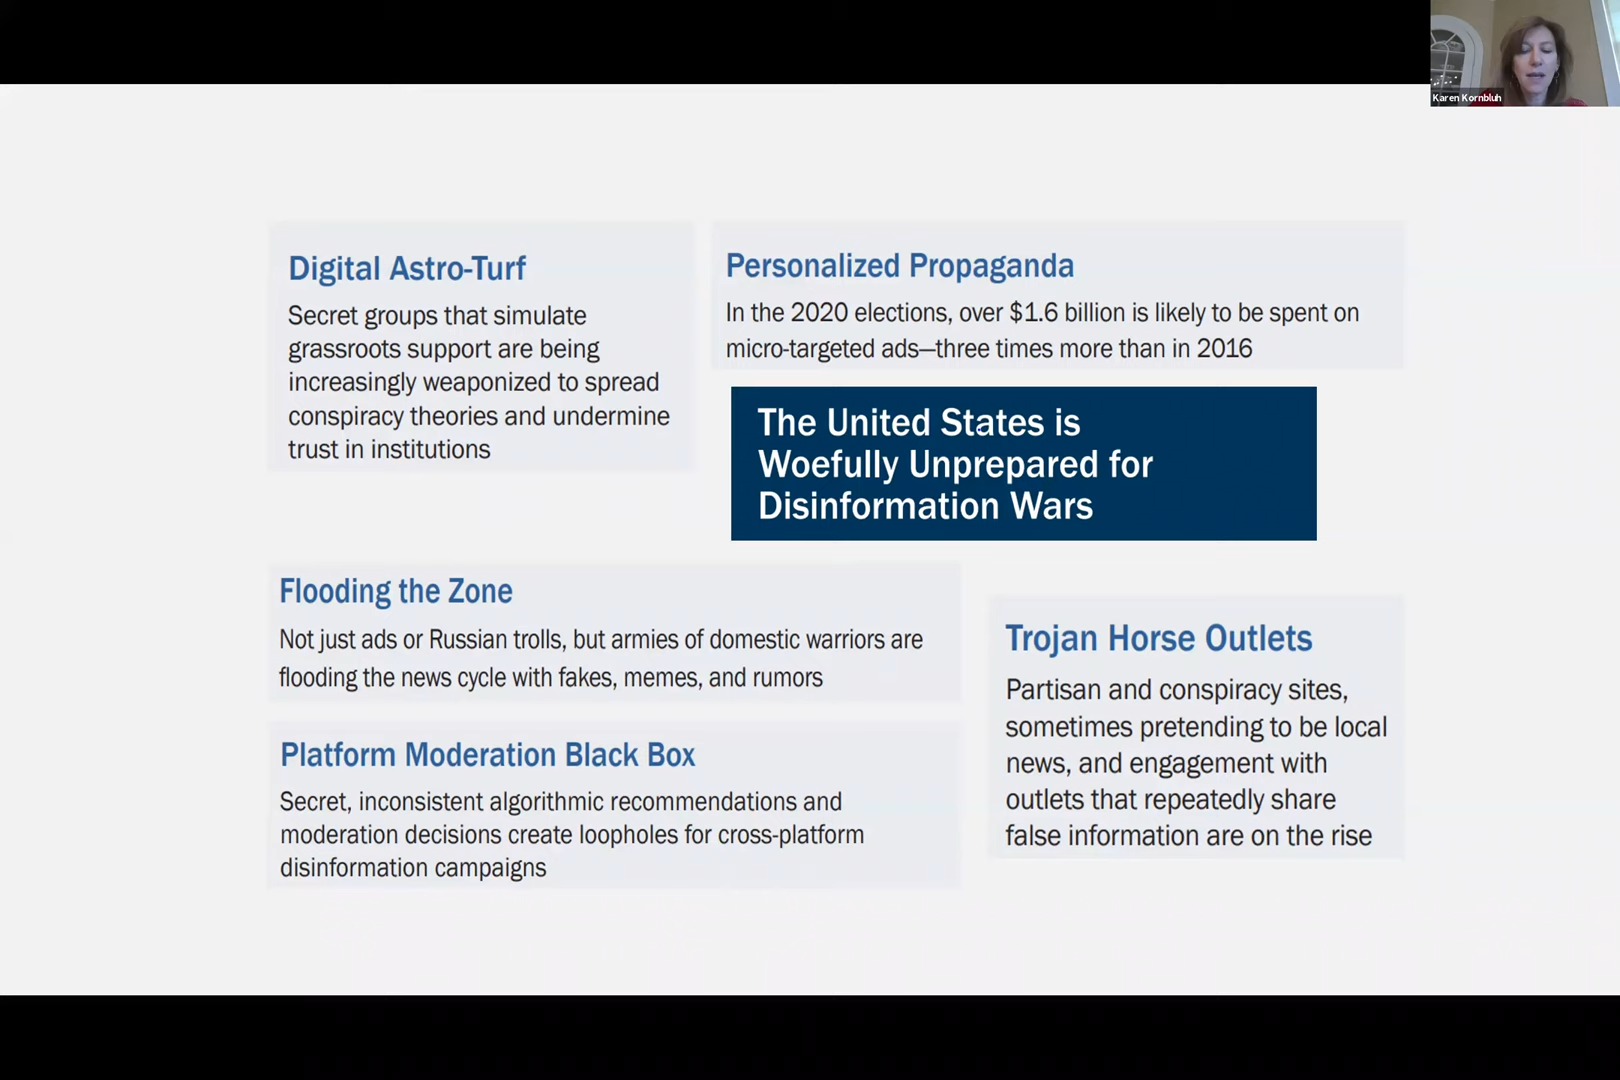 Karen Kornbluh
Digital Astro-Turf
Secret groups that simulate
grassroots support are being
increasingly weaponized to spread
conspiracy theories and undermine
trust in institutions
Personalized Propaganda
In the 2020 elections, over $1.6 billion is likely to be spent on
micro-targeted ads—three times more than in 2016
The United States is
Woefully Unprepared for
Disinformation Wars
Flooding the Zone
Not just ads or Russian trolls, but armies of domestic warriors are
flooding the news cycle with fakes, memes, and rumors
Platform Moderation Black Box
Secret, inconsistent algorithmic recommendations and
moderation decisions create loopholes for cross-platform
disinformation campaigns
Trojan Horse Outlets
Partisan and conspiracy sites,
sometimes pretending to be local
news, and engagement with
outlets that repeatedly share
false information are on the rise